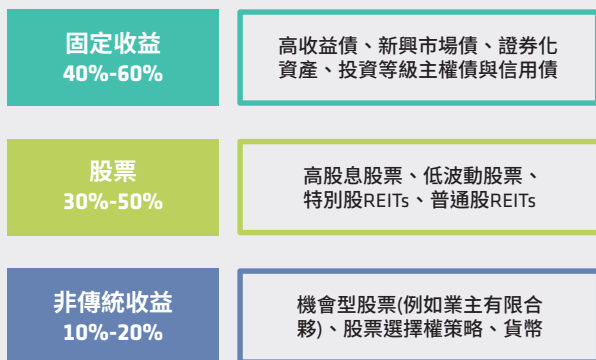 固定收益
40%-60%
高收益債、新興市場債、證券化
資產、投資等級主權債與信用債
股票
30%-50%
高股息股票、低波動股票、
特別股REITs、普通股REITs
非傳統收益
10%-20%
機會型股票(例如業主有限合
夥)、股票選擇權策略、貨幣